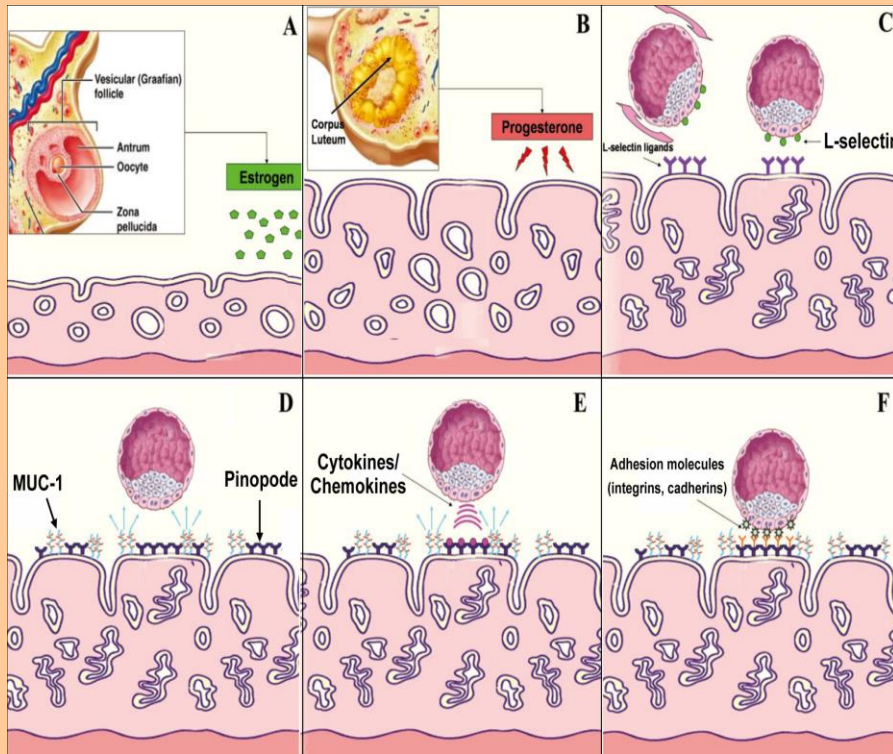 A
Vesicular (Graafian)
follicle
Antrum
Oocyte
Zona
pellucida
Estrogen
B
Corpus
Luteum
Progesterone
C
L-selectin ligands
L-selectin
D
MUC-1
Pinopode
E
Cytokines/
Chemokines
F
Adhesion molecules
(integrins, cadherins)